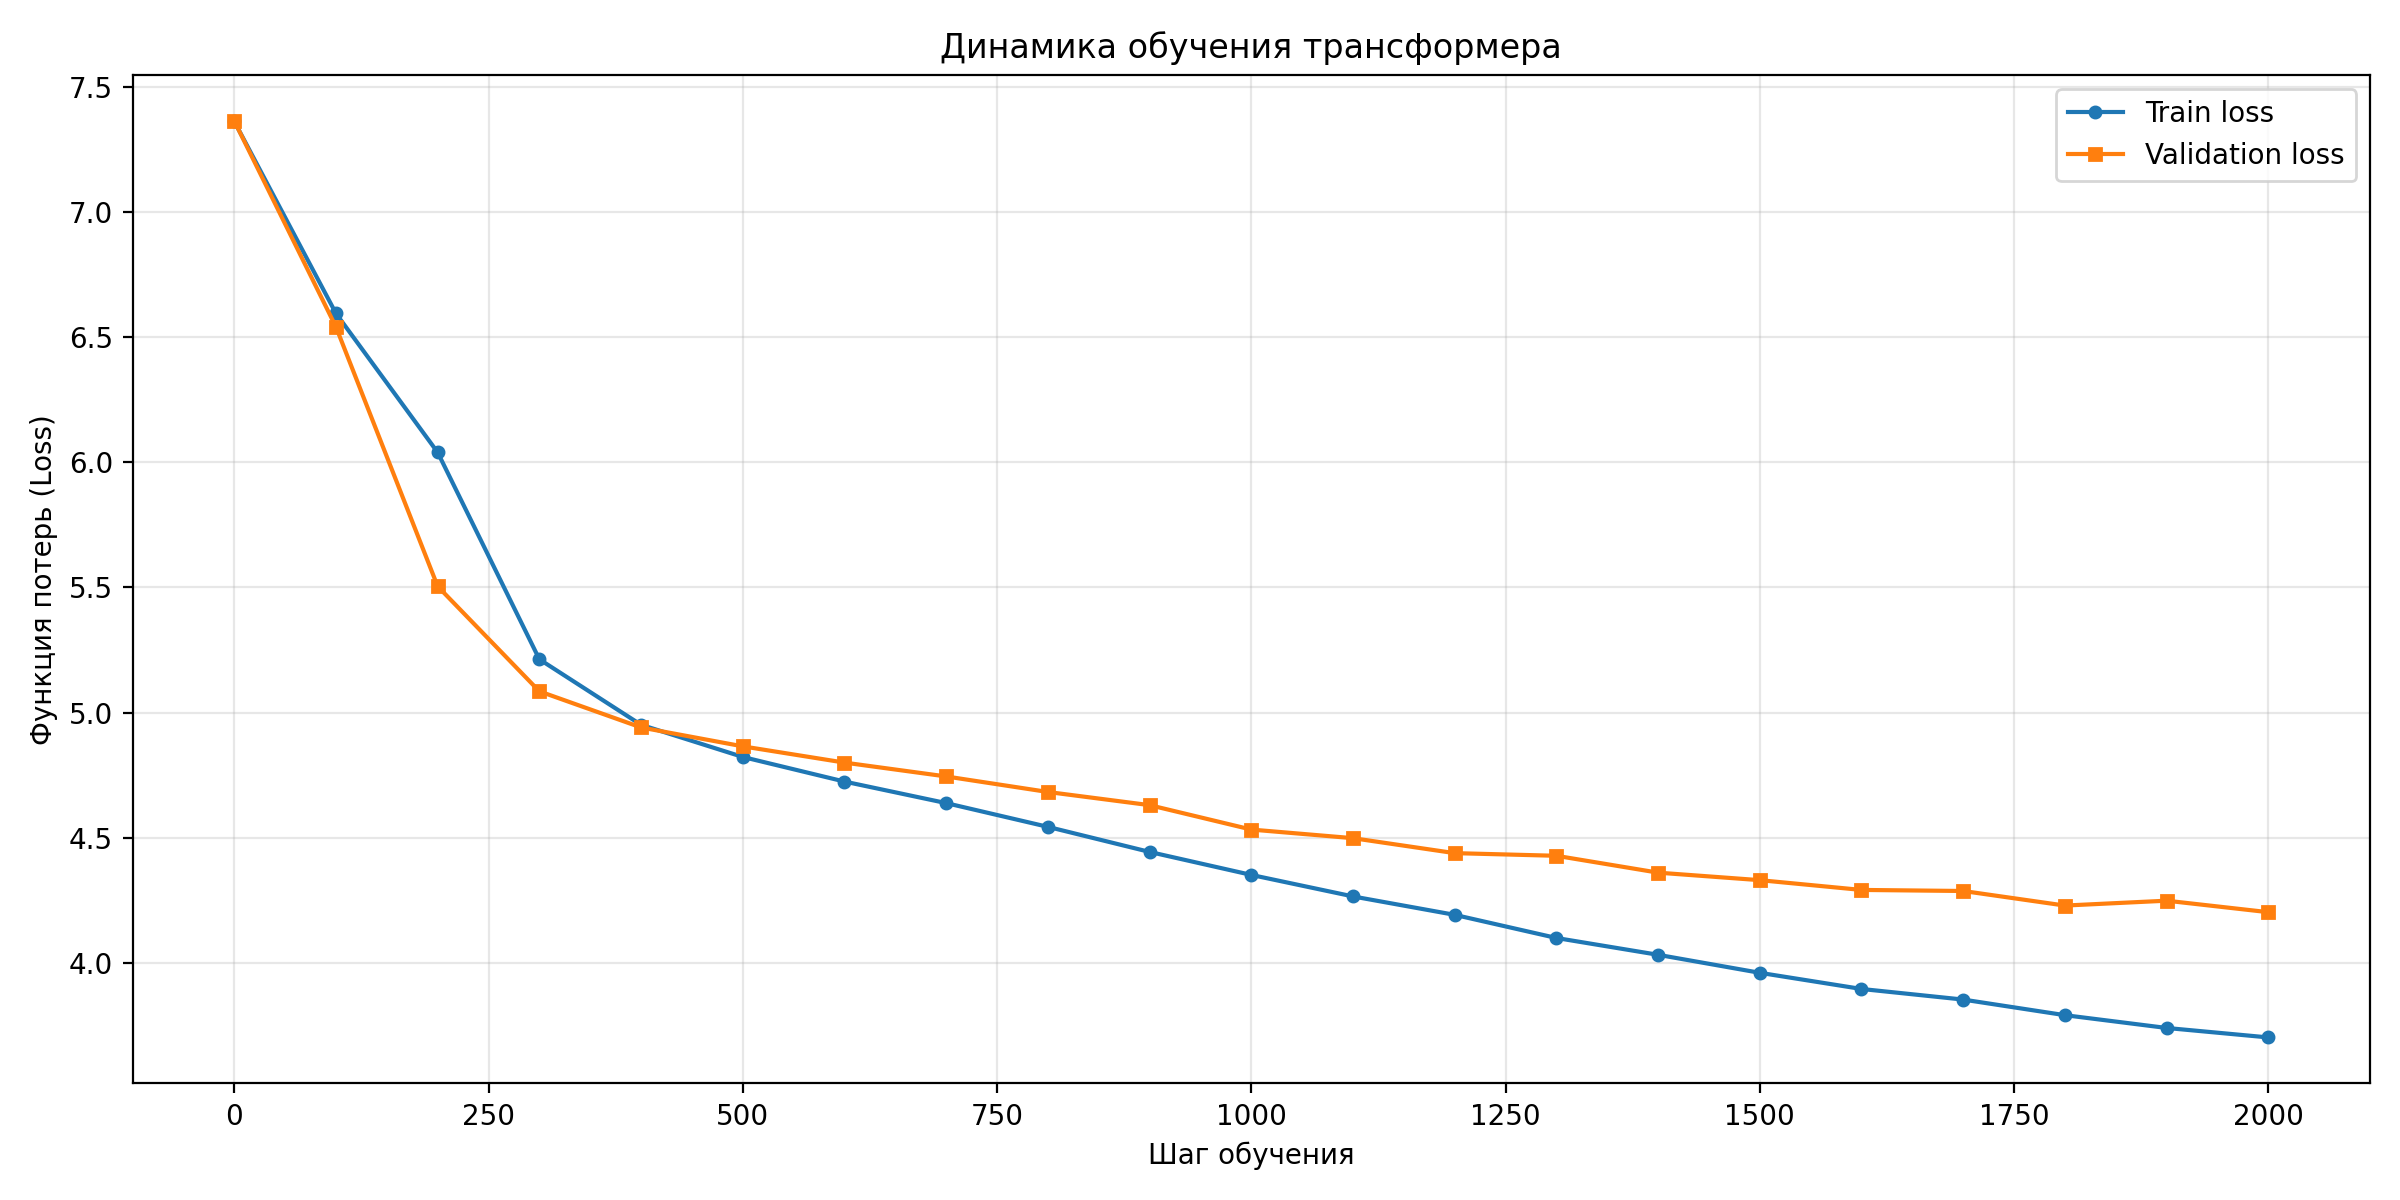 Динамика обучения трансформера
Train loss
Validation loss
Функция потерь (Loss)
7.5
7.0
6.5
6.0
5.5
5.0
4.5
4.0
0 250 500 750 1000 1250 1500 1750 2000
Шаг обучения